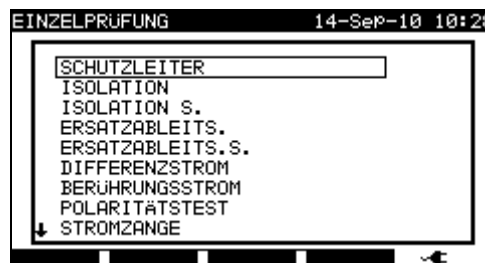 EINZELPRÜFUNG 14-Sep-10 10:2
SCHUTZLEITER
ISOLATION
ISOLATION S.
ERSATZABLEITS.
ERSATZABLEITS.S.
DIFFERENZSTROM
BERÜHRUNGSSTROM
POLARITÄTSTEST
STROMZANGE